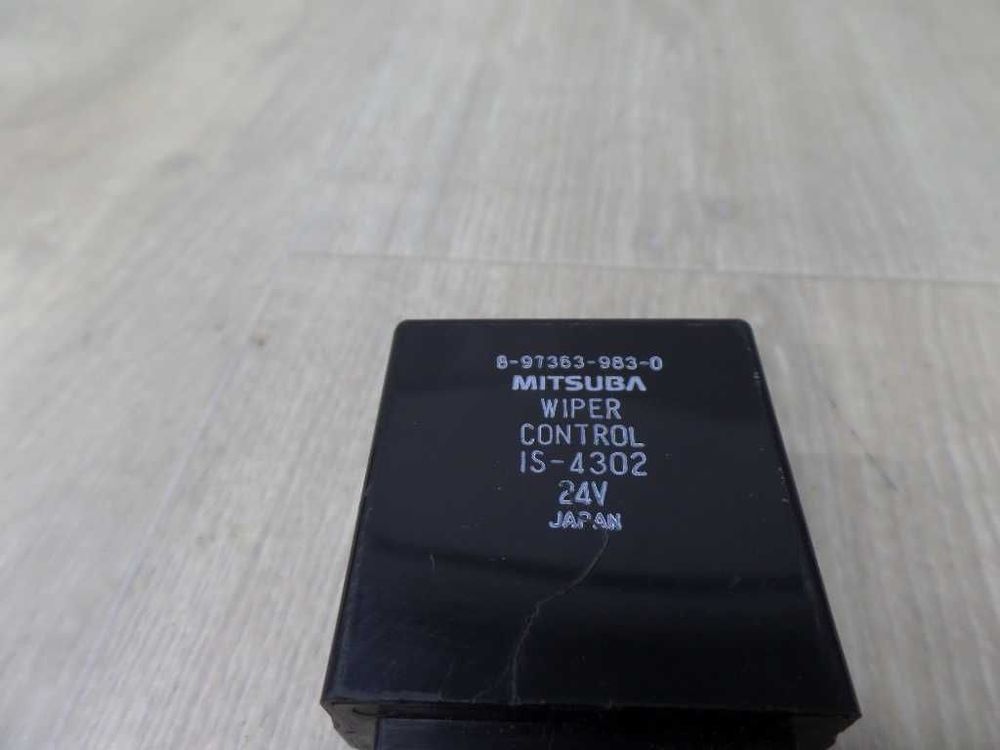 8-97363-983-0
MITSUBA
WIPER
CONTROL
IS-4302
24V
JAPAN